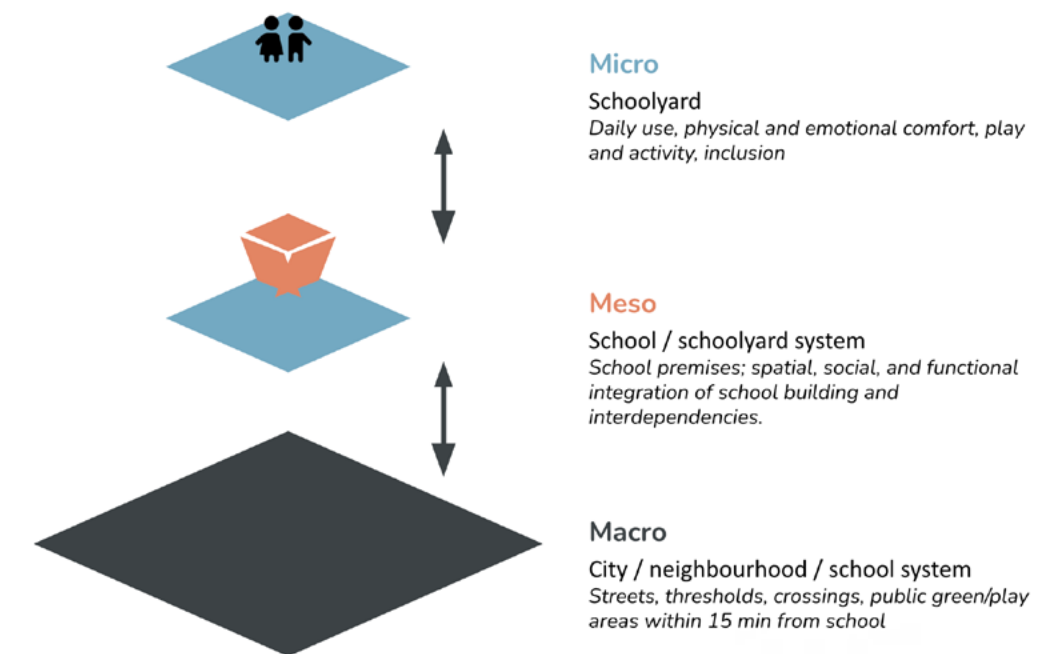 Micro
Schoolyard
Daily use, physical and emotional comfort, play
and activity, inclusion
Meso
School / schoolyard system
School premises; spatial, social, and functional
integration of school building and
interdependencies.
Macro
City / neighbourhood / school system
Streets, thresholds, crossings, public green/play
areas within 15 min from school